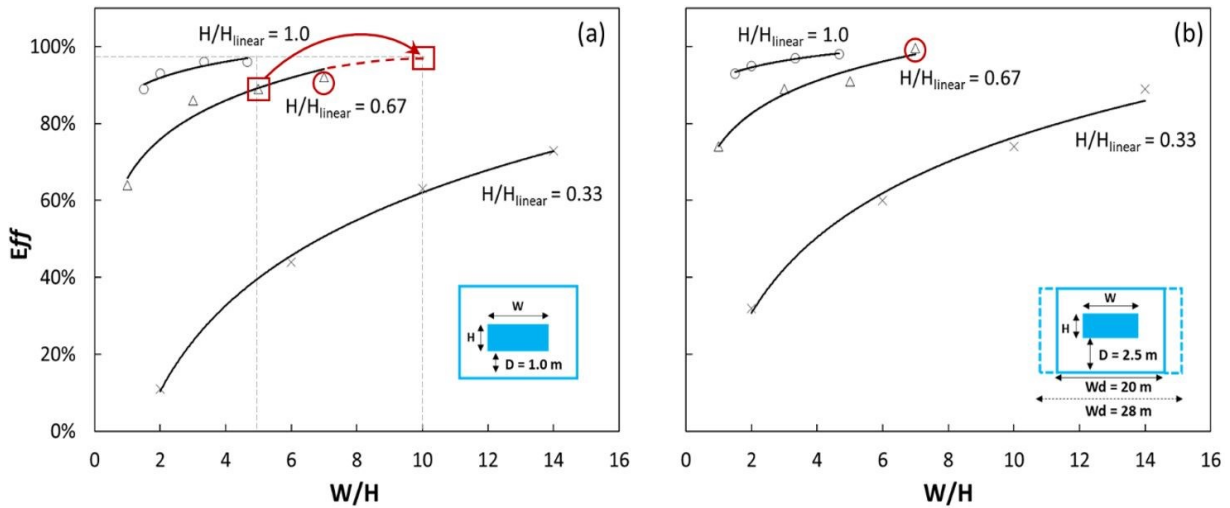 (a)
H/Hlinear = 1.0
H/Hlinear = 0.67
H/Hlinear = 0.33
100%
80%
60%
40%
20%
0%
Eff
W
H
D = 1.0 m
0 2 4 6 8 10 12 14 16
W/H
(b)
H/Hlinear = 1.0
H/Hlinear = 0.67
H/Hlinear = 0.33
W
H
D = 2.5 m
Wd = 20 m
Wd = 28 m
0 2 4 6 8 10 12 14 16
W/H